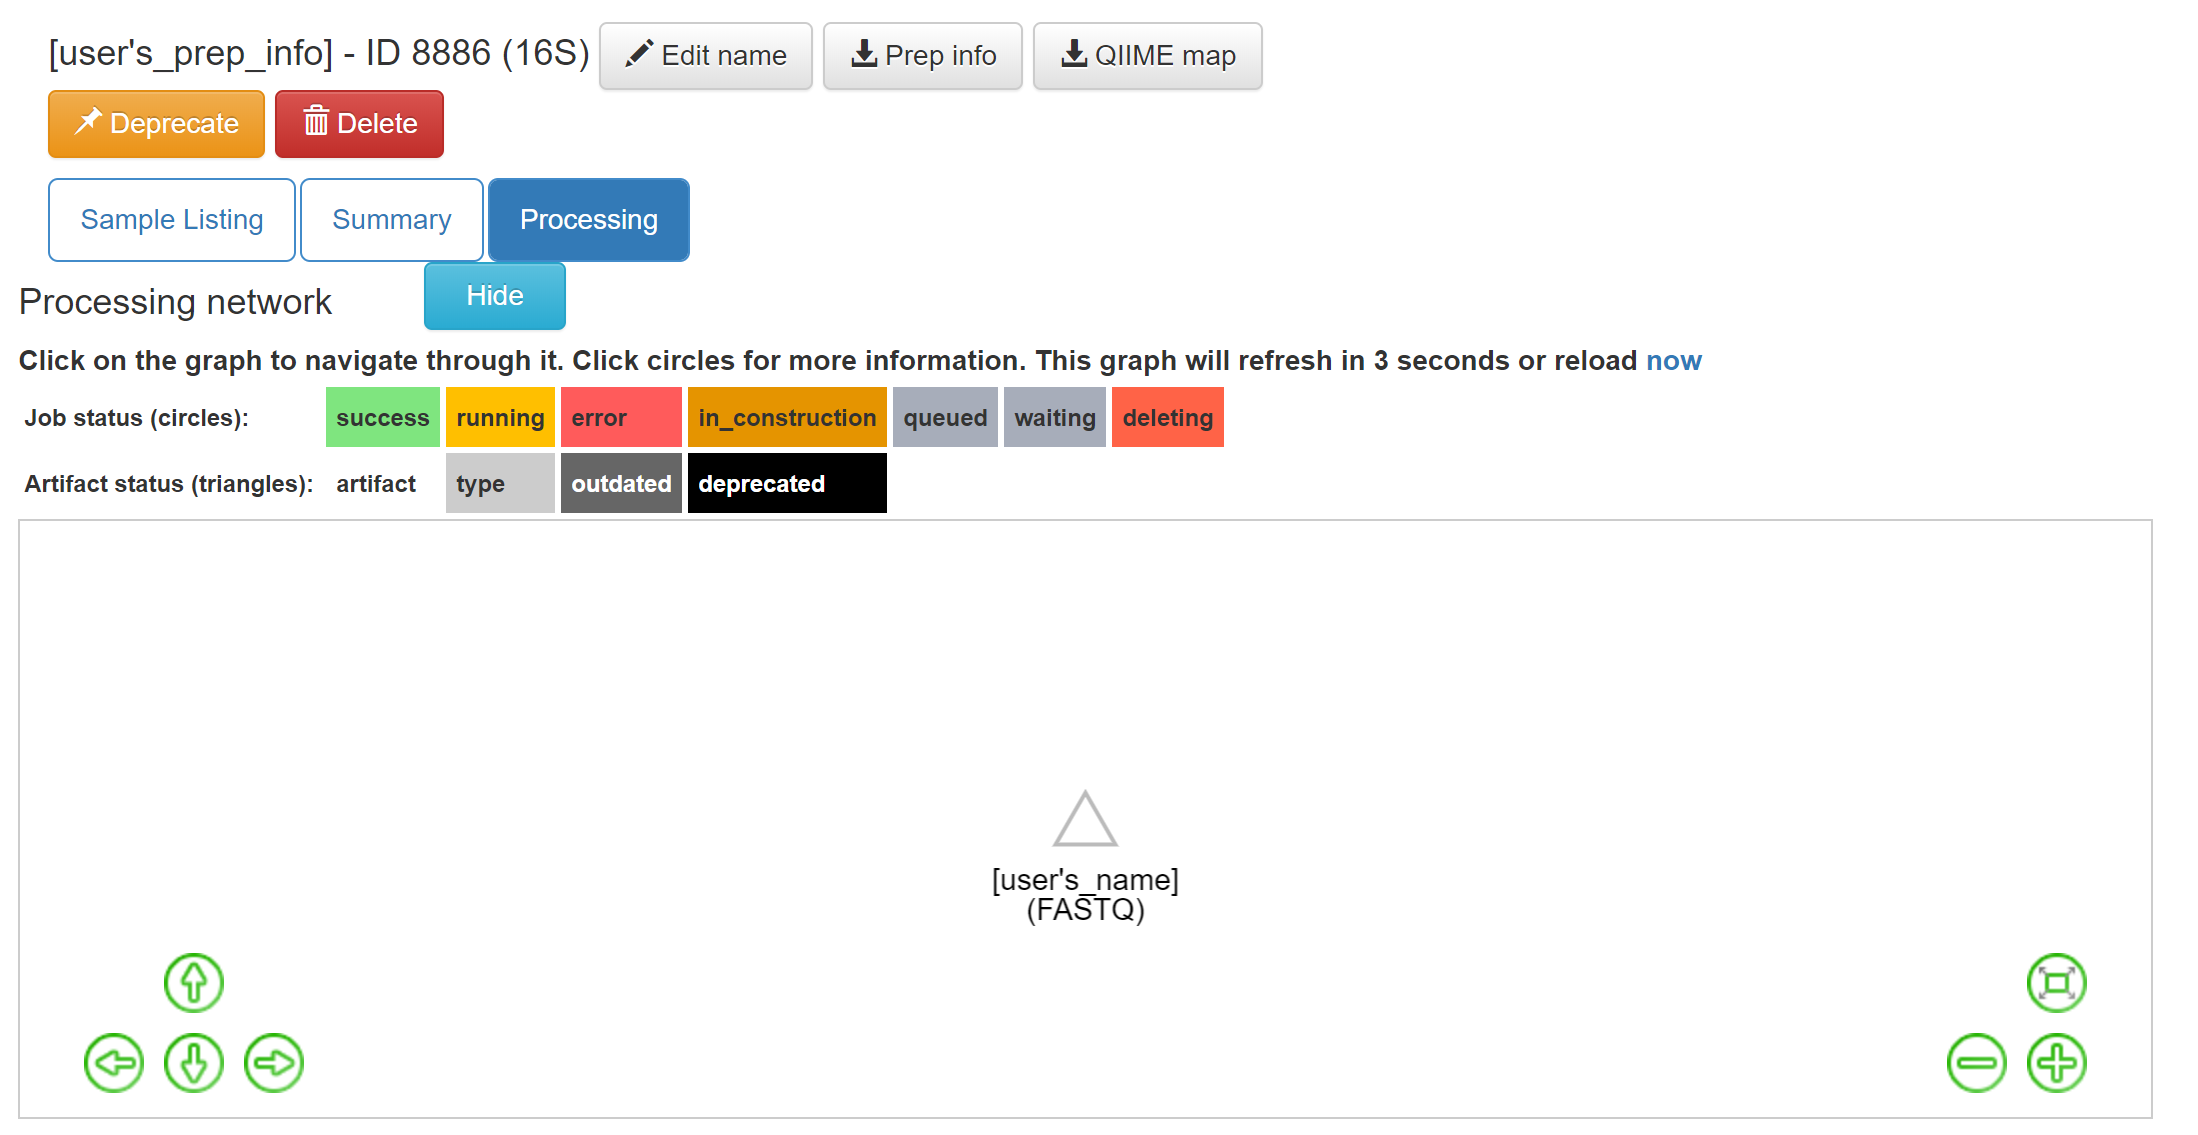 [user's_prep_info] - ID 8886 (16S) Edit name Prep info QIIME map
Deprecate Delete
Sample Listing Summary Processing
Processing network Hide
Click on the graph to navigate through it. Click circles for more information. This graph will refresh in 3 seconds or reload now
Job status (circles): success running error in_construction queued waiting deleting
Artifact status (triangles): artifact type outdated deprecated
[user's_name]
(FASTQ)